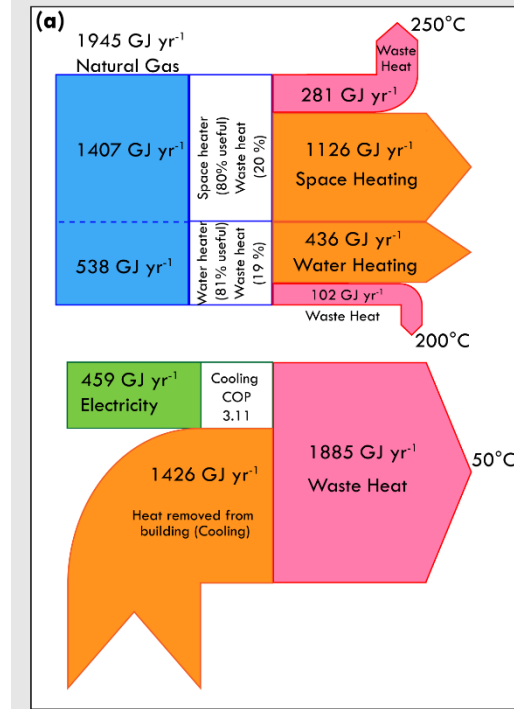 (a)
1945 GJ yr⁻¹
Natural Gas
250°C
Waste
Heat
281 GJ yr⁻¹
1407 GJ yr⁻¹
Space heater
(80% useful)
Waste heat
(20 %)
1126 GJ yr⁻¹
Space Heating
538 GJ yr⁻¹
Water heater
(81% useful)
Waste heat
(19 %)
436 GJ yr⁻¹
Water Heating
102 GJ yr⁻¹
Waste Heat
200°C
459 GJ yr⁻¹
Electricity
Cooling
COP
3.11
1885 GJ yr⁻¹
Waste Heat
50°C
1426 GJ yr⁻¹
Heat removed from
building (Cooling)